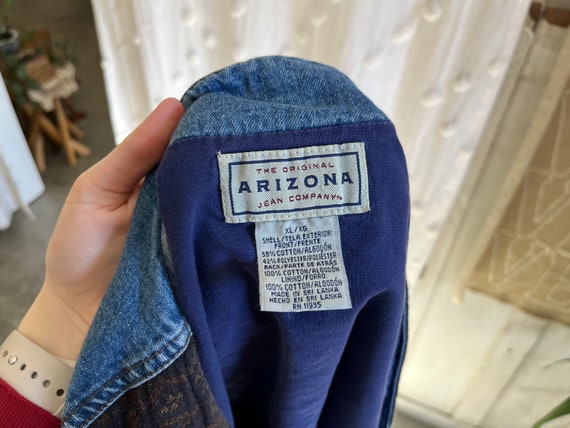 THE ORIGINAL
ARIZONA
JEAN COMPANY™
XL/XG
SHELL/TELA EXTERIOR:
FRONT/FRENTE
58% COTTON/ALGODÓN
42% POLYESTER/POLIÉSTER
BACK/PARTE DE ATRÁS
100% COTTON/ALGODÓN
LINING/FORRO:
100% COTTON/ALGODÓN
MADE IN SRI LANKA
HECHO EN SRI LANKA
RN 11935